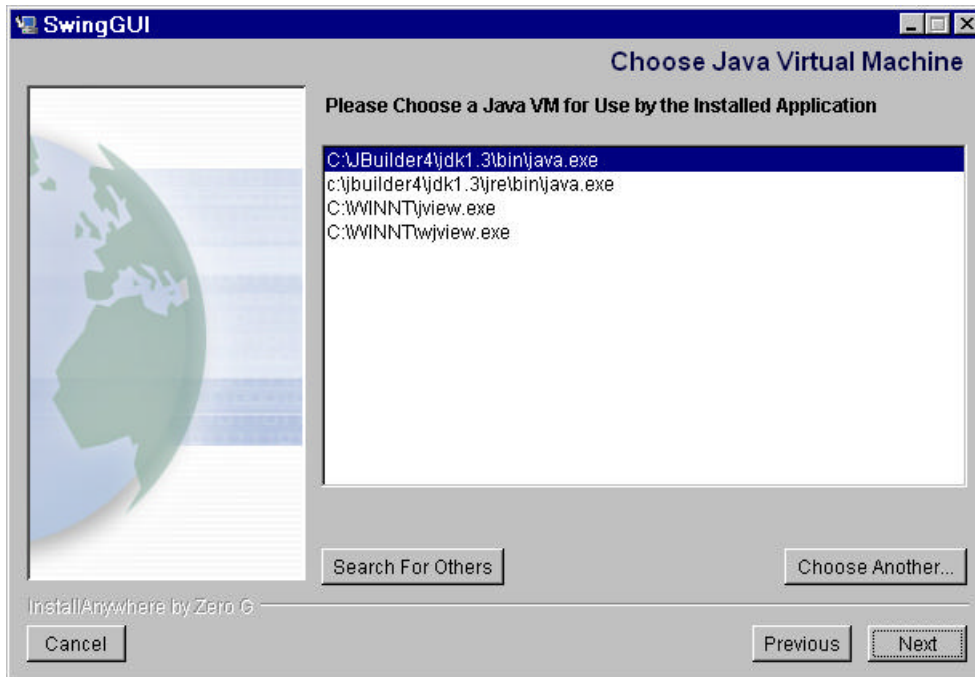 SwingGUI
Choose Java Virtual Machine
Please Choose a Java VM for Use by the Installed Application
C:\JBuilder4\jdk1.3\bin\java.exe
c:\jbuilder4\jdk1.3\jre\bin\java.exe
C:\WINNT\jview.exe
C:\WINNT\wjview.exe
Search For Others
Choose Another...
InstallAnywhere by Zero G
Cancel
Previous
Next